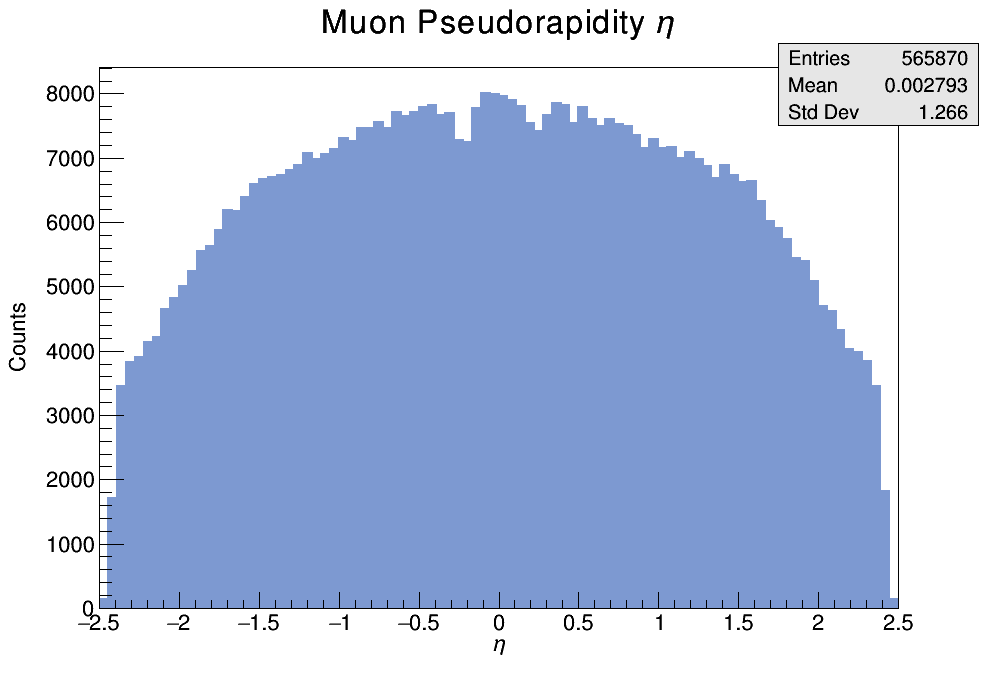 Muon Pseudorapidity η
Entries 565870
Mean 0.002793
Std Dev 1.266
8000
7000
6000
5000
4000
3000
2000
1000
0
Counts
−2.5 −2 −1.5 −1 −0.5 0 0.5 1 1.5 2 2.5
η